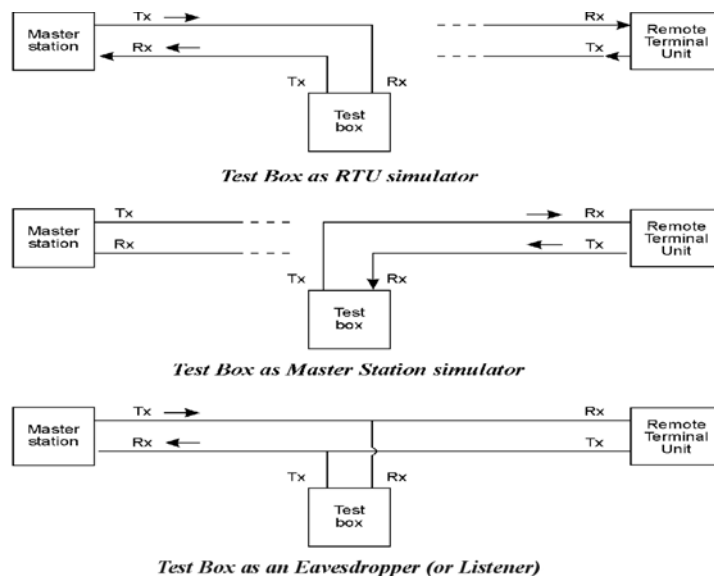 Tx
Rx
Master
station
Rx
Tx
Remote
Terminal
Unit
Tx
Rx
Test
box
Test Box as RTU simulator
Master
station
Tx
Rx
Rx
Tx
Remote
Terminal
Unit
Tx
Rx
Test
box
Test Box as Master Station simulator
Master
station
Tx
Rx
Rx
Tx
Remote
Terminal
Unit
Tx
Rx
Test
box
Test Box as an Eavesdropper (or Listener)